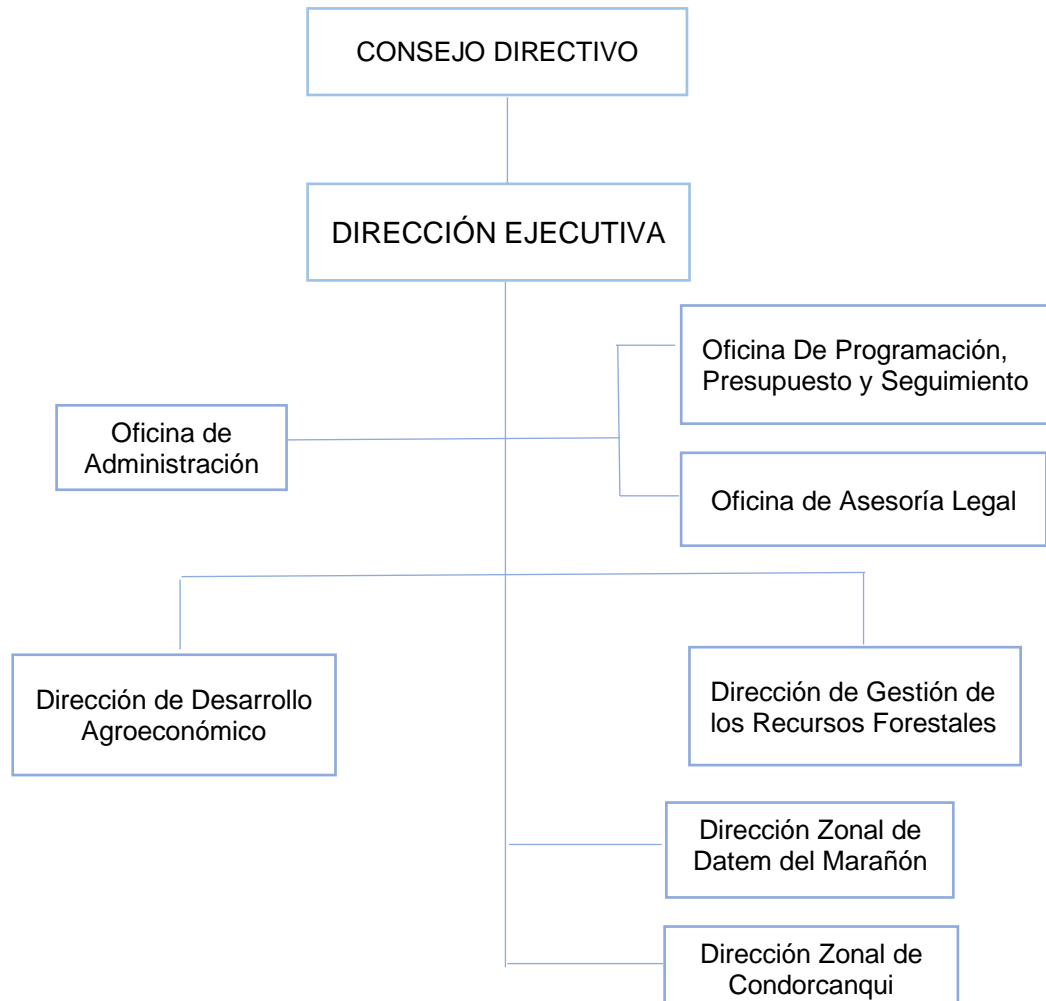 CONSEJO DIRECTIVO
DIRECCIÓN EJECUTIVA
Oficina De Programación,
Presupuesto y Seguimiento
Oficina de
Administración
Oficina de Asesoría Legal
Dirección de Desarrollo
Agroeconómico
Dirección de Gestión de
los Recursos Forestales
Dirección Zonal de
Datem del Marañón
Dirección Zonal de
Condorcanqui